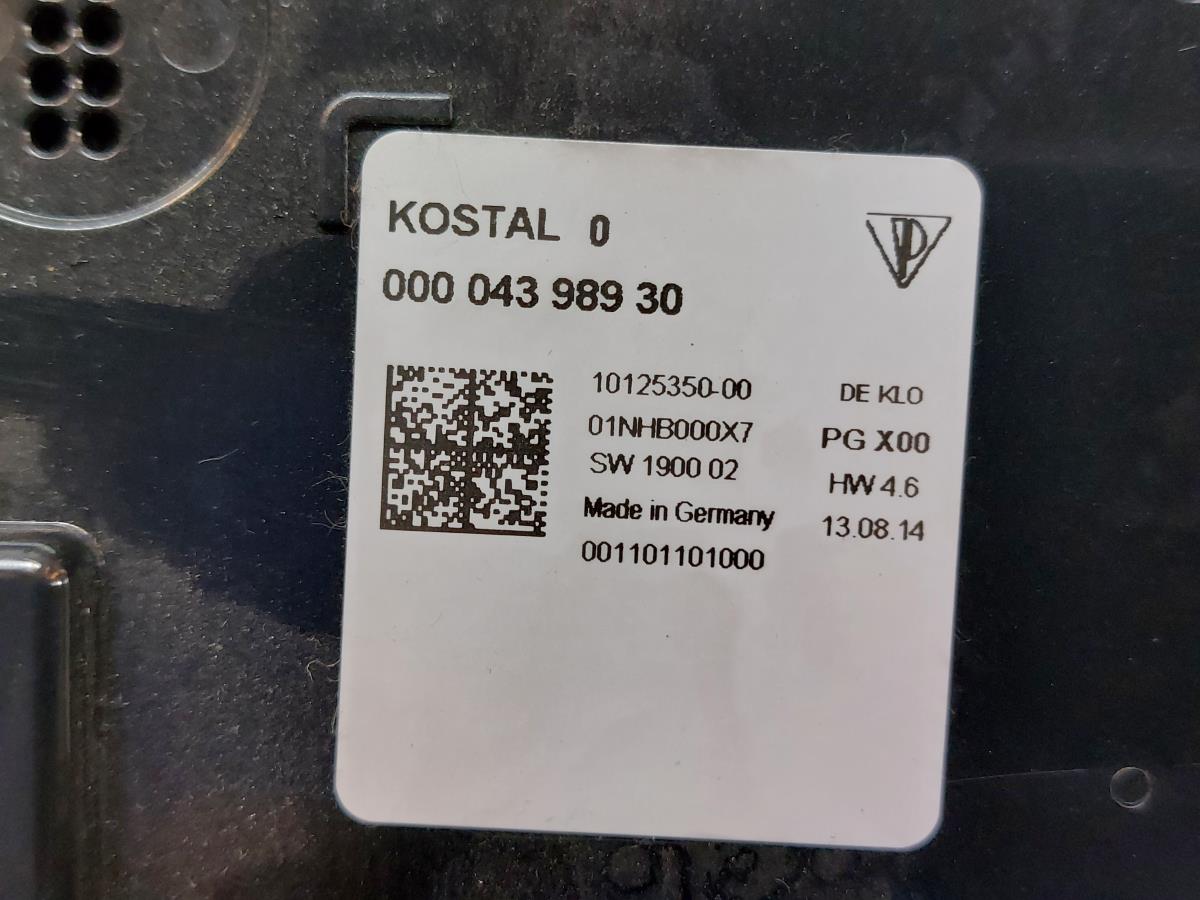 KOSTAL 0
000 043 989 30
10125350-00
01NHB000X7
SW 1900 02
Made in Germany
001101101000
DE KLO
PG X00
HW 4.6
13.08.14